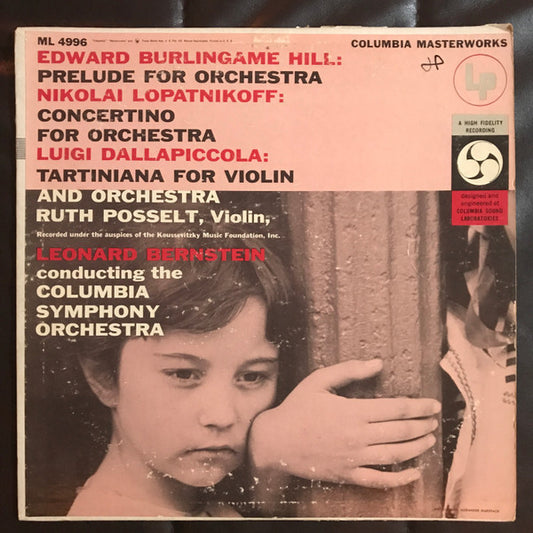 ML 4996
COLUMBIA MASTERWORKS
EDWARD BURLINGAME HILL:
PRELUDE FOR ORCHESTRA
NIKOLAI LOPATNIKOFF:
CONCERTINO
FOR ORCHESTRA
LUIGI DALLAPICCOLA:
TARTINIANA FOR VIOLIN
AND ORCHESTRA
RUTH POSSELT, Violin,
Recorded under the auspices of the Koussevitzky Music Foundation, Inc.
LEONARD BERNSTEIN
conducting the
COLUMBIA
SYMPHONY
ORCHESTRA
LP
A HIGH FIDELITY
RECORDING
designed and
engineered at
COLUMBIA SOUND
LABORATORIES